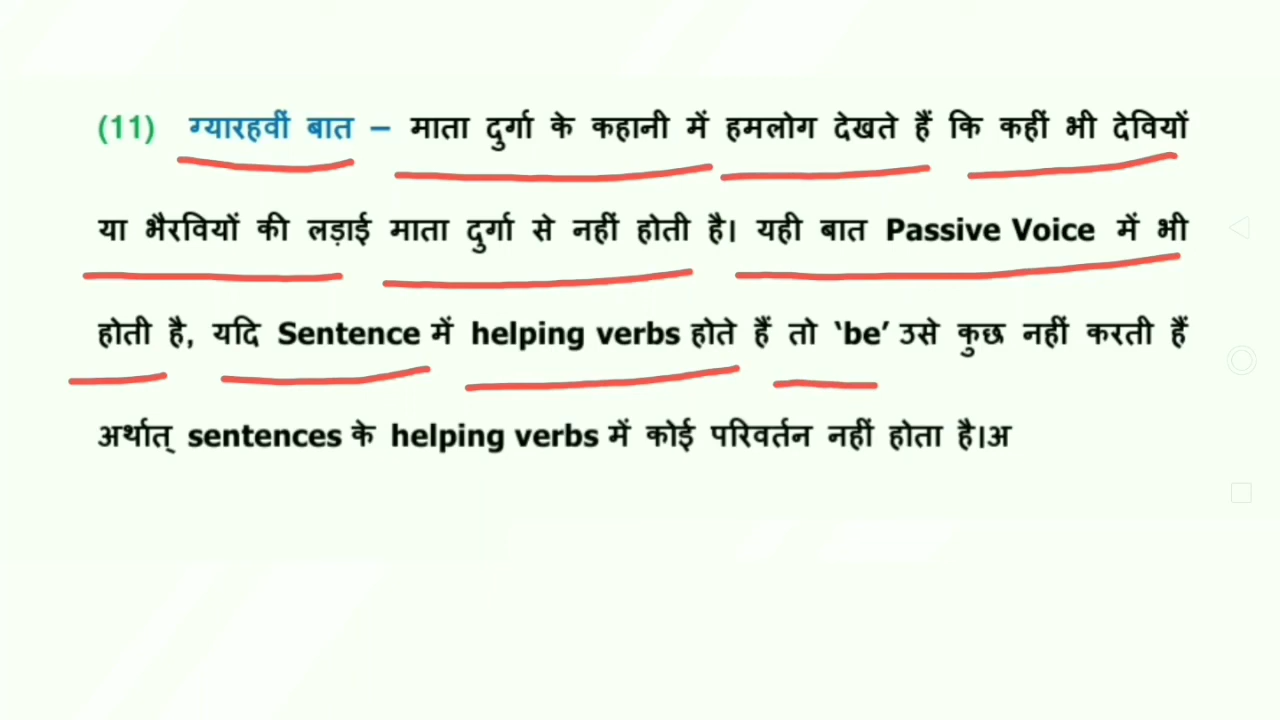 (11) ग्यारहवीं बात – माता दुर्गा के कहानी में हमलोग देखते हैं कि कहीं भी देवियों
या भैरवियों की लड़ाई माता दुर्गा से नहीं होती है। यही बात Passive Voice में भी
होती है, यदि Sentence में helping verbs होते हैं तो ‘be’ उसे कुछ नहीं करती हैं
अर्थात् sentences के helping verbs में कोई परिवर्तन नहीं होता है।अ